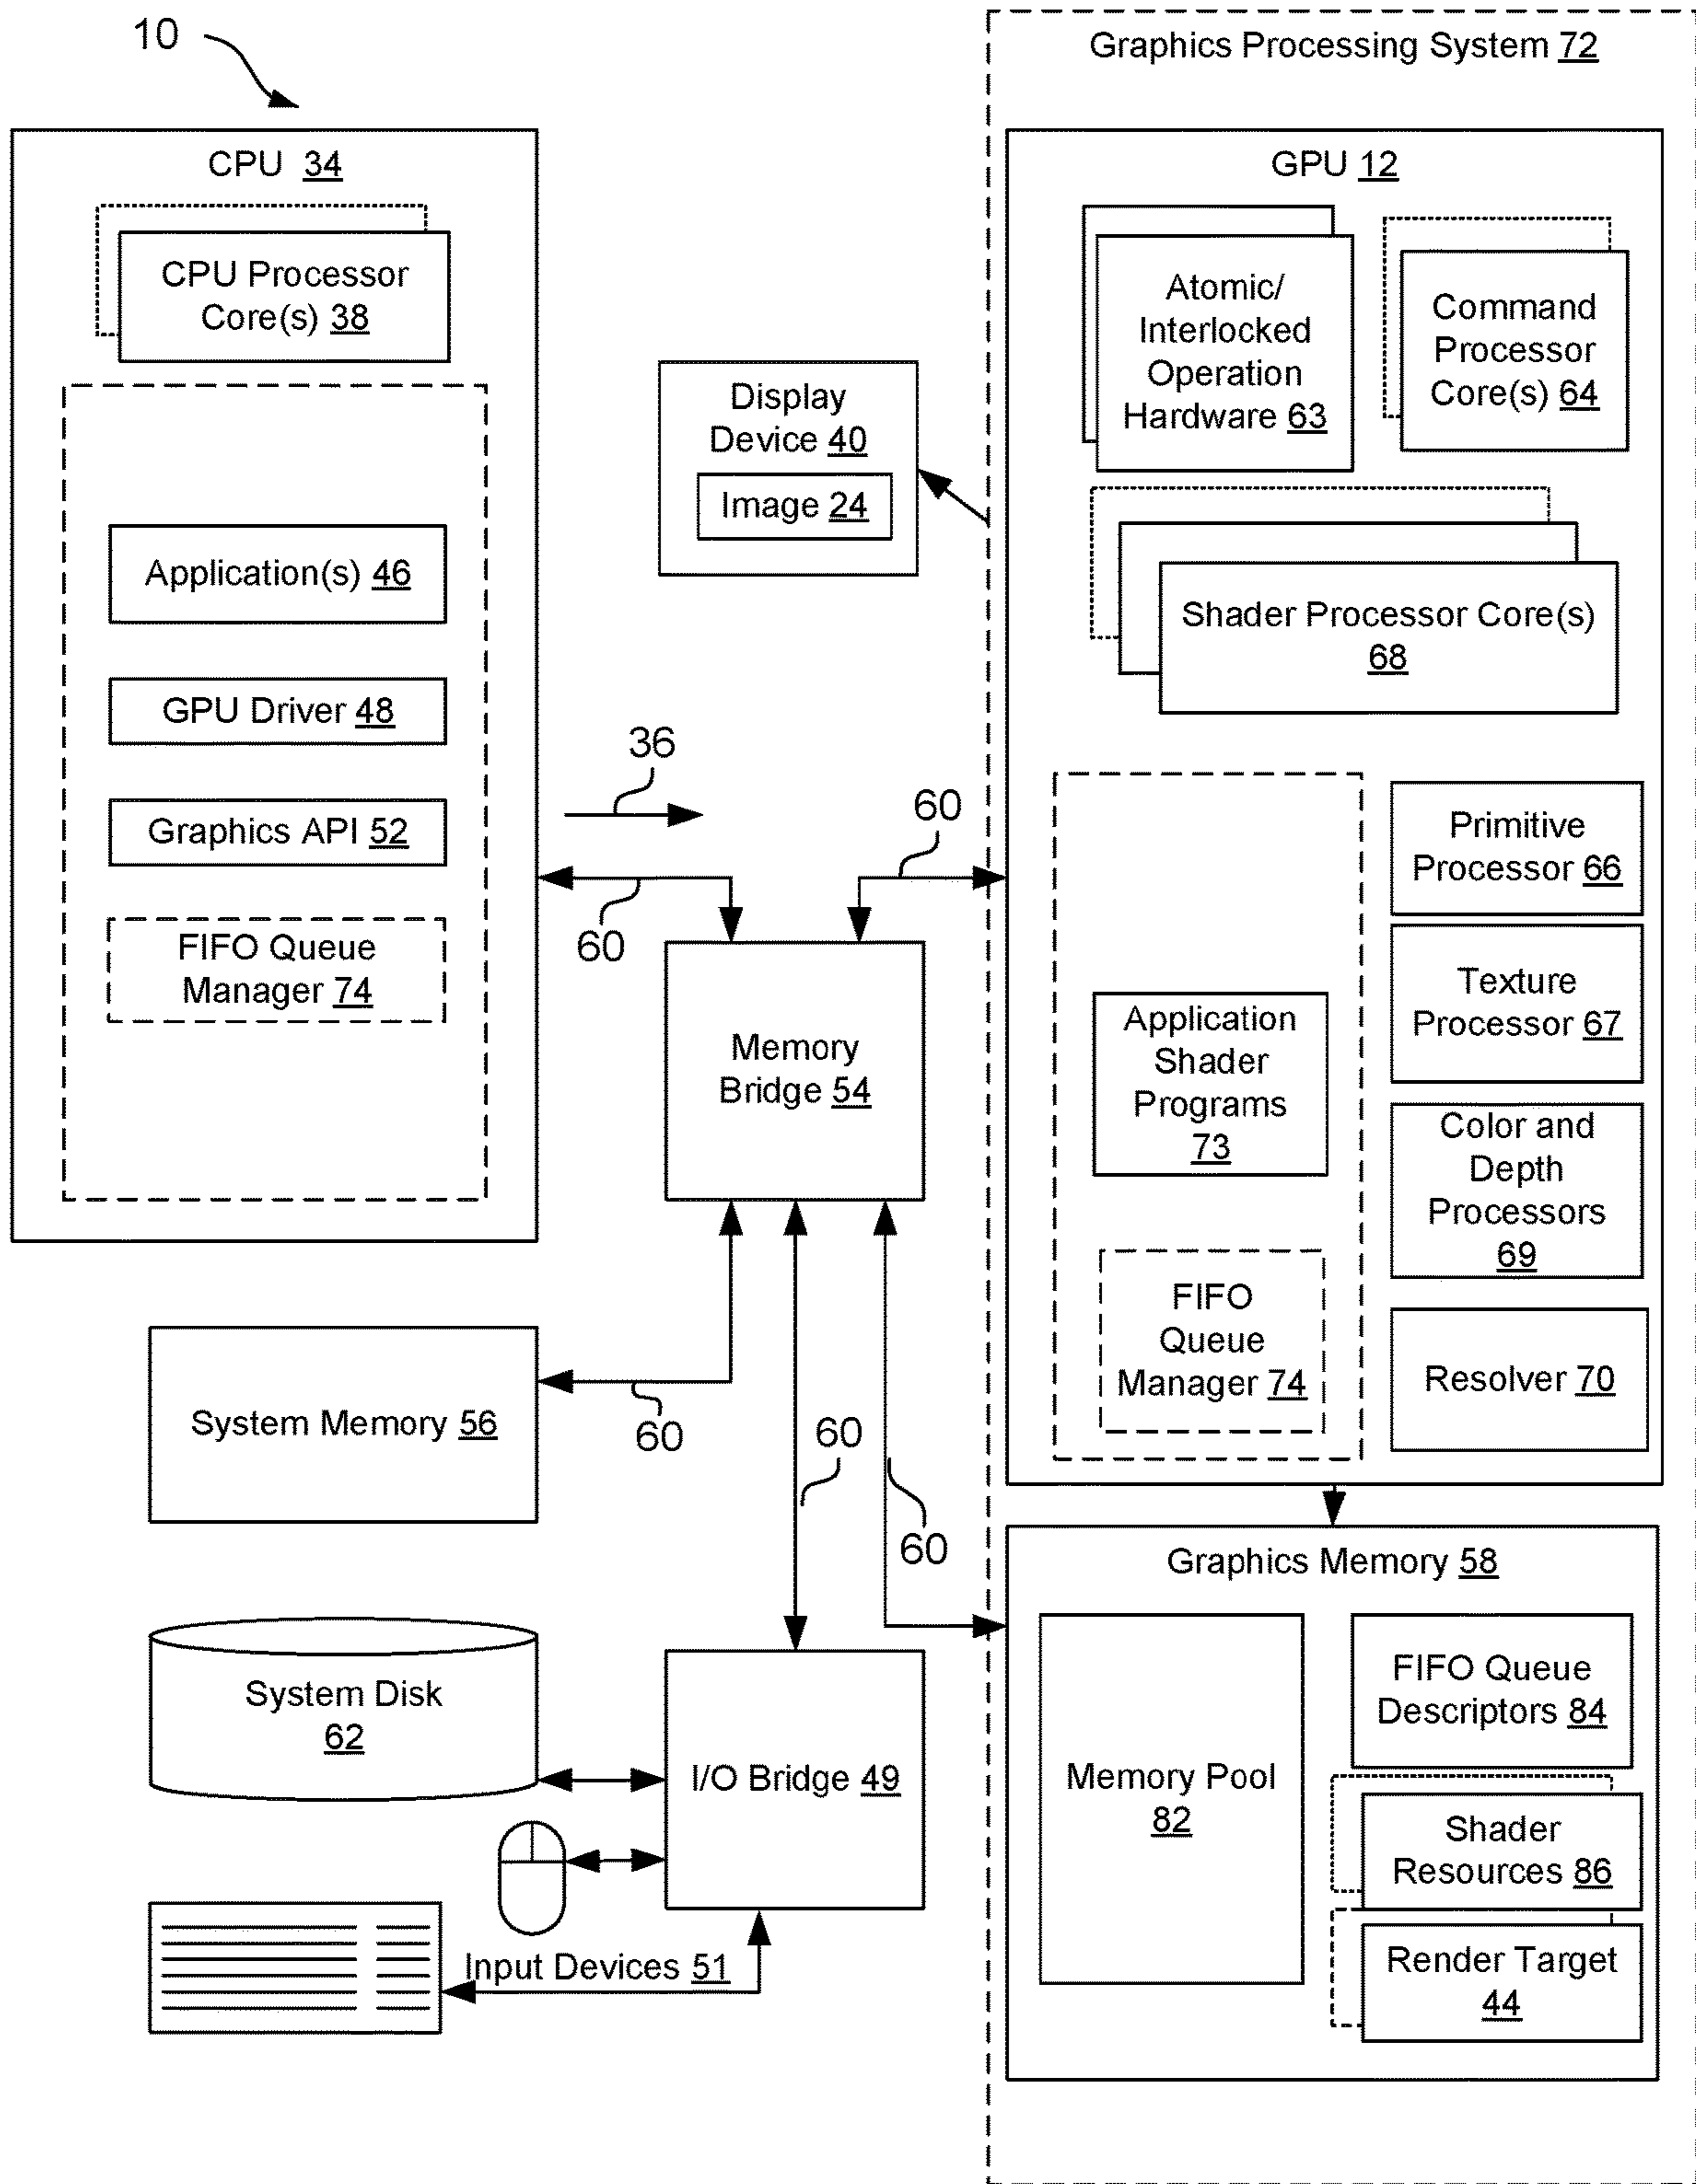 10
Graphics Processing System 72
CPU 34
CPU Processor
Core(s) 38
Application(s) 46
GPU Driver 48
Graphics API 52
FIFO Queue
Manager 74
Display
Device 40
Image 24
36
60
60
Memory
Bridge 54
GPU 12
Atomic/
Interlocked
Operation
Hardware 63
Command
Processor
Core(s) 64
Shader Processor Core(s)
68
Application
Shader
Programs
73
FIFO
Queue
Manager 74
Primitive
Processor 66
Texture
Processor 67
Color and
Depth
Processors
69
Resolver 70
System Memory 56
60
60
60
System Disk
62
I/O Bridge 49
Input Devices 51
Graphics Memory 58
Memory Pool
82
FIFO Queue
Descriptors 84
Shader
Resources 86
Render Target
44